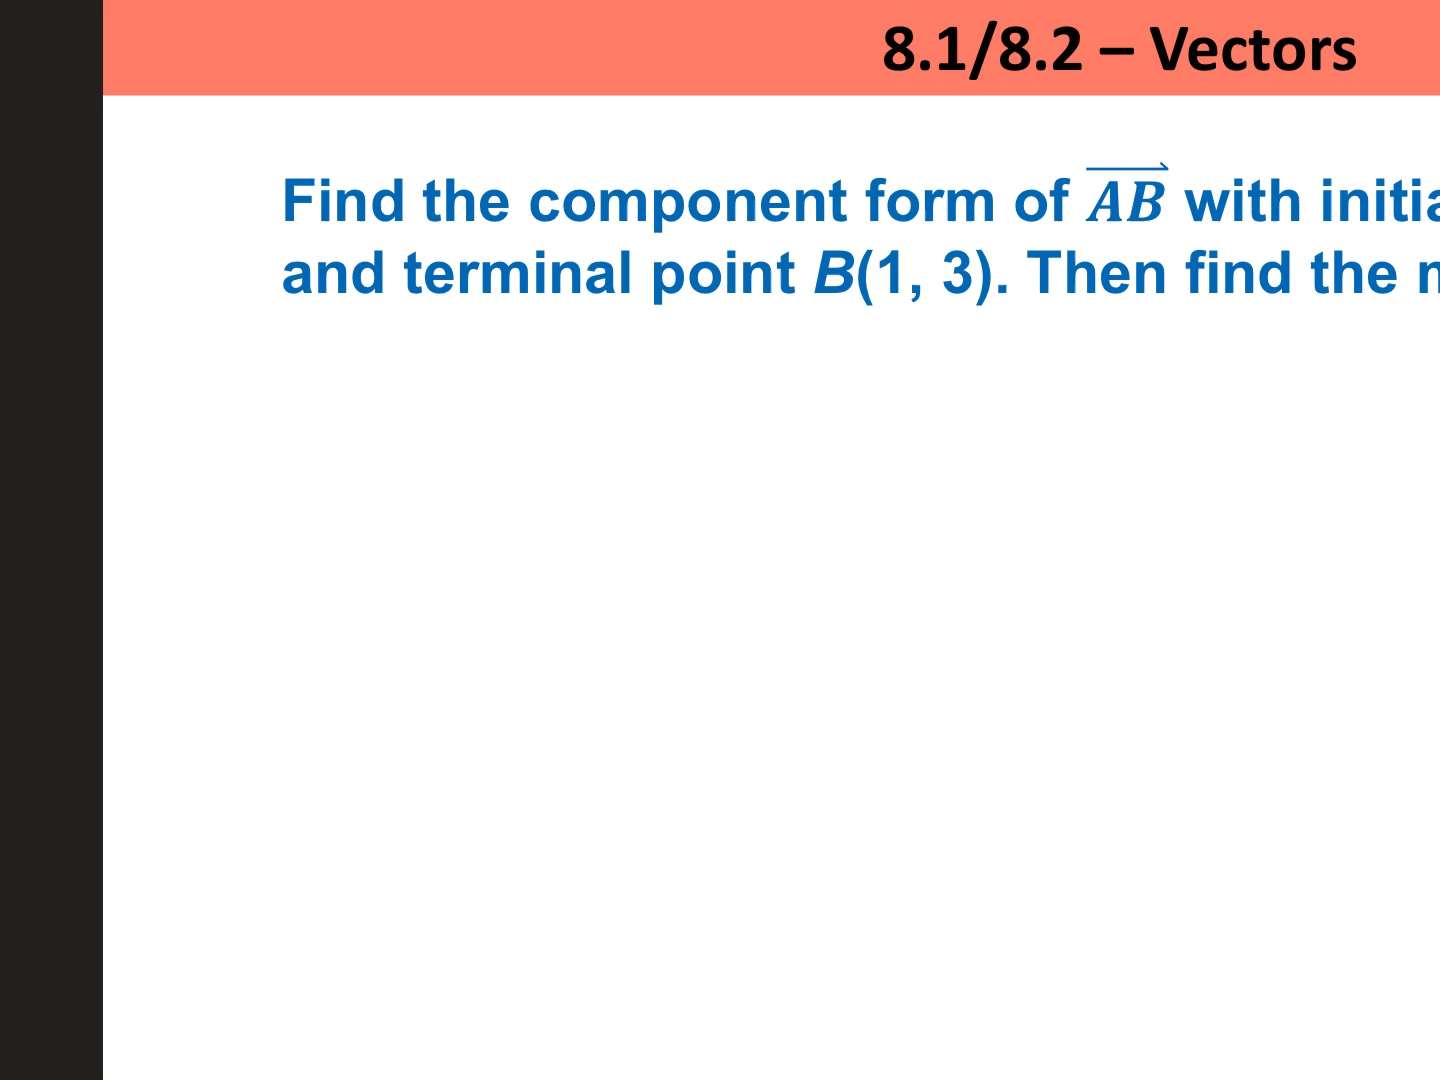 8.1/8.2 – Vectors
Find the component form of AB with
and terminal point B(1, 3). Then find the